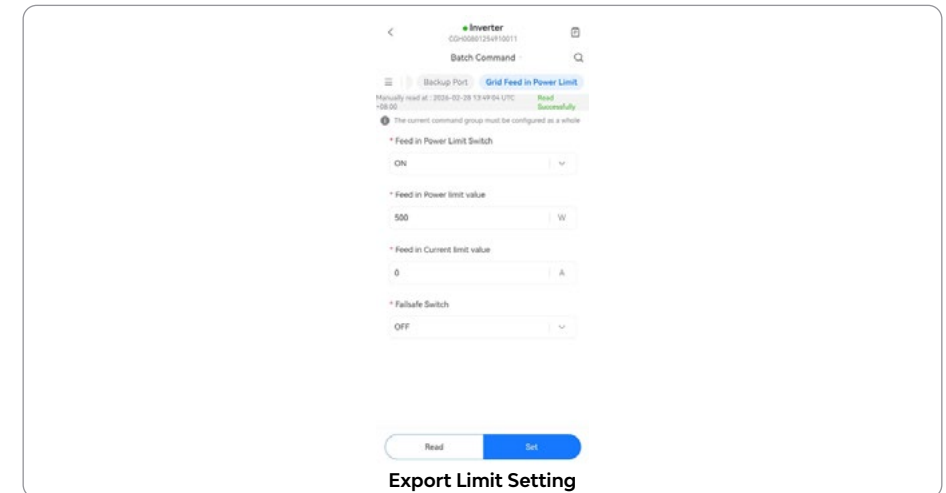 Inverter
Batch Command
Backup Port
Grid Feed in Power Limit
Manually read at : 2026-02-28 13:49:04 UTC
+08:00
Read
Successfully
The current command group must be configured as a whole
* Feed in Power Limit Switch
ON
* Feed in Power limit value
500
W
* Feed in Current limit value
0
A
* Failsafe Switch
OFF
Read
Set
Export Limit Setting